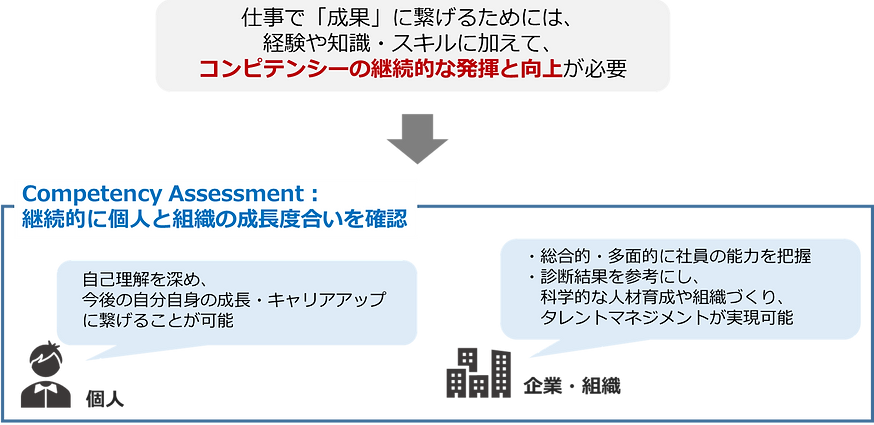 仕事で「成果」に繋げるためには、
経験や知識・スキルに加えて、
コンピテンシーの継続的な発揮と向上が必要
Competency Assessment：
継続的に個人と組織の成長度合いを確認
自己理解を深め、
今後の自分自身の成長・キャリアアップ
に繋げることが可能
個人
・総合的・多面的に社員の能力を把握
・診断結果を参考にし、
科学的な人材育成や組織づくり、
タレントマネジメントが実現可能
企業・組織